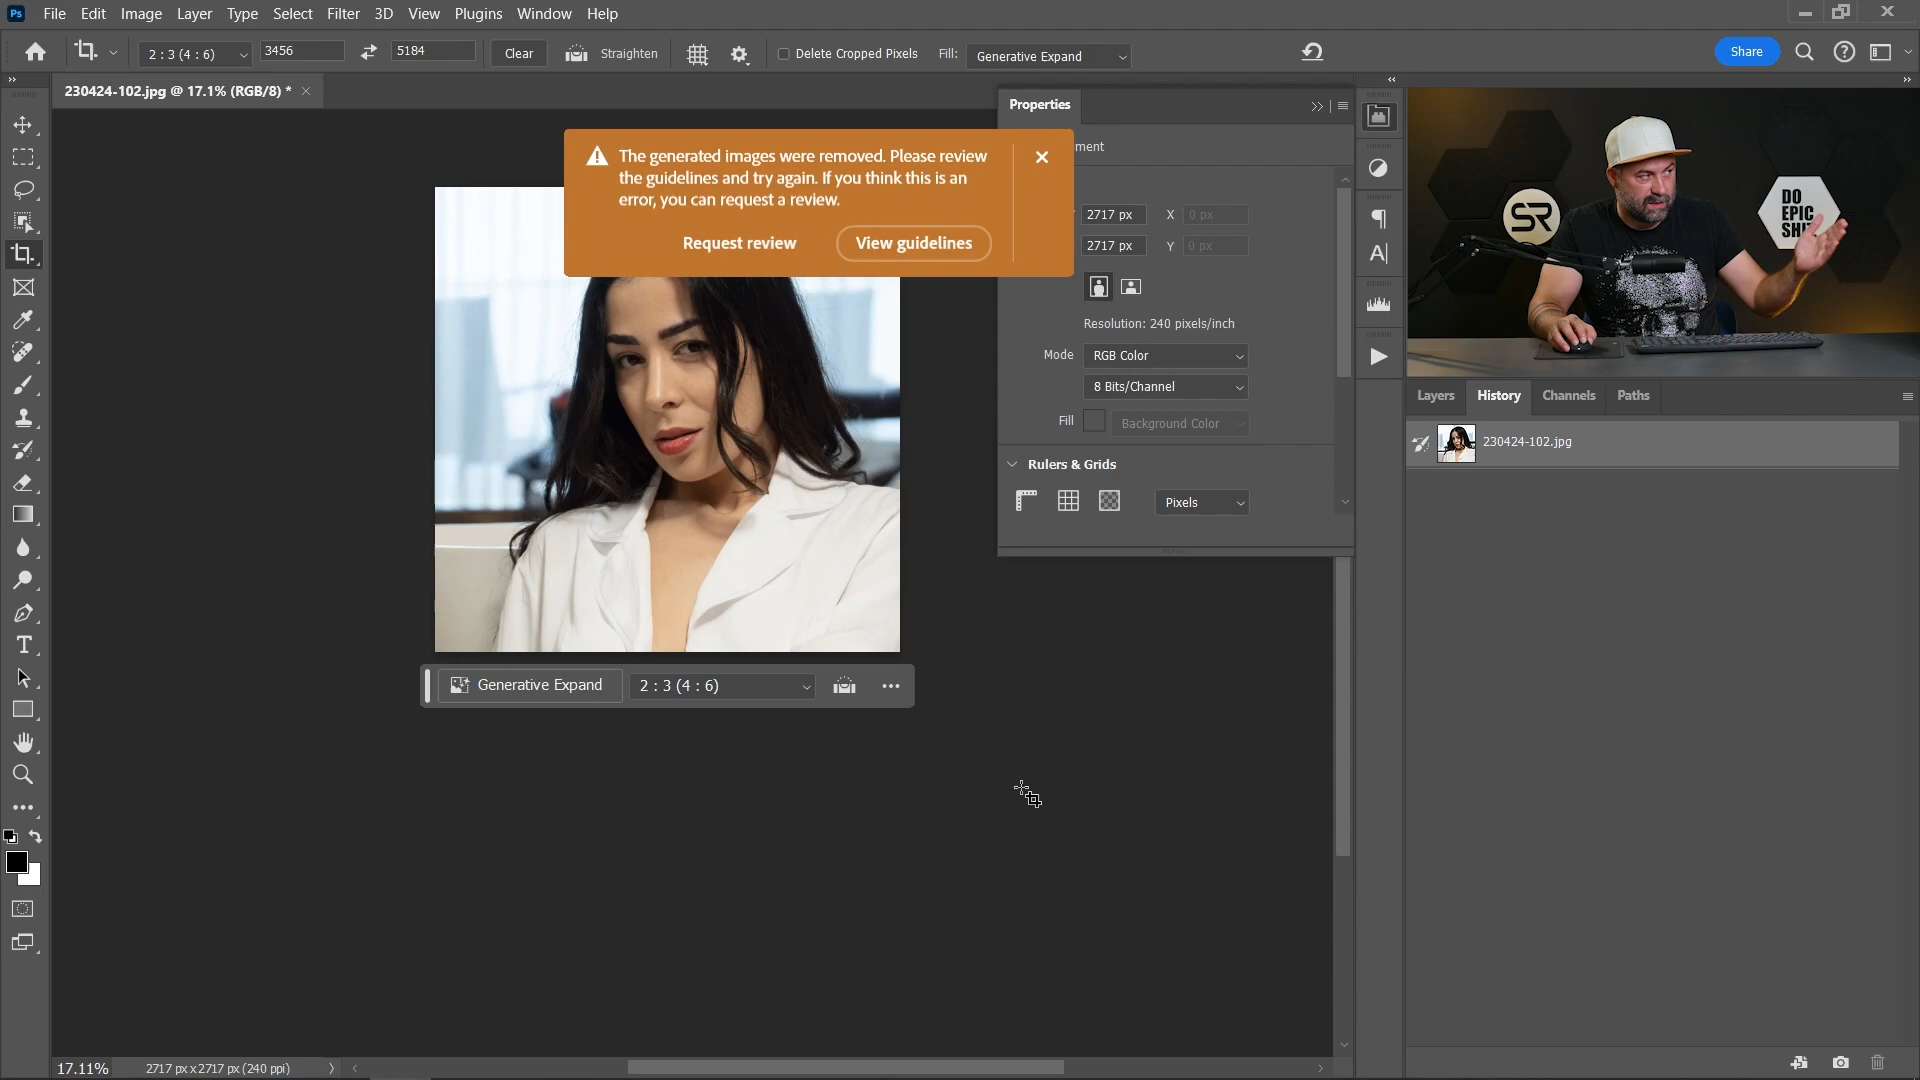 Ps File Edit Image Layer Type Select Filter 3D View Plugins Window Help
2 : 3 (4 : 6) 3456 5184 Clear Straighten Delete Cropped Pixels Fill: Generative Expand Share
230424-102.jpg @ 17.1% (RGB/8) *
Properties
The generated images were removed. Please review
the guidelines and try again. If you think this is an
error, you can request a review.
Request review View guidelines
ment
2717 px X 0 px
2717 px Y 0 px
Resolution: 240 pixels/inch
Mode RGB Color
8 Bits/Channel
Fill Background Color
Rulers & Grids
Pixels
Generative Expand 2 : 3 (4 : 6)
SR
DO
EPIC
SHI
Layers History Channels Paths
230424-102.jpg
17.11% 2717 px x 2717 px (240 ppi)